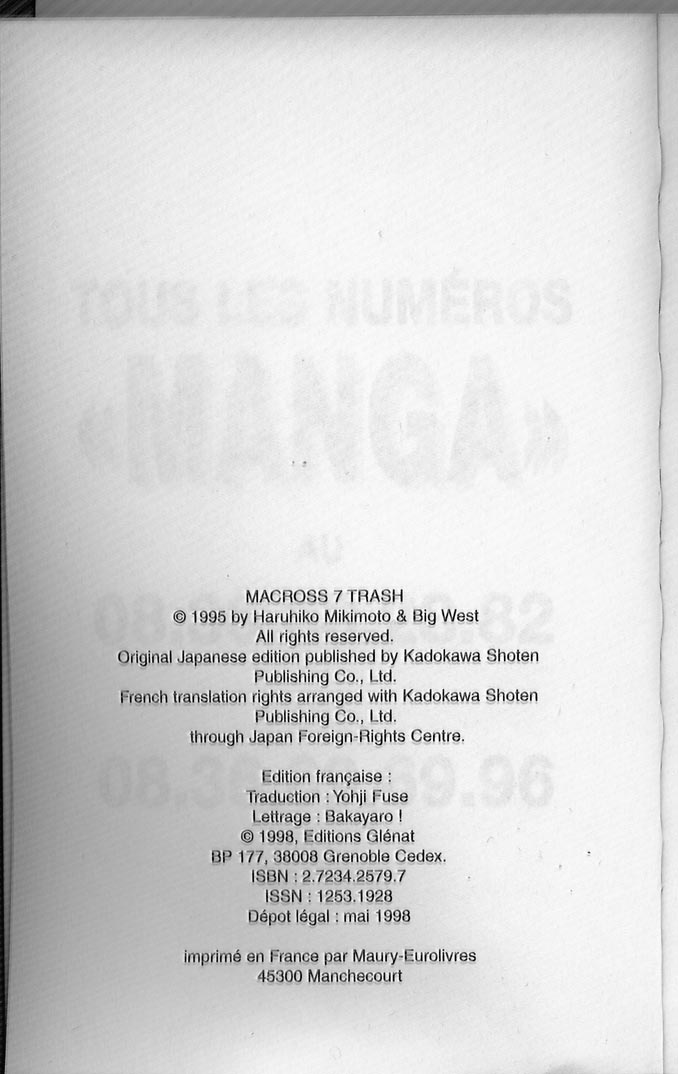 TOUS LES NUMÉROS
«MANGA»
AU
MACROSS 7 TRASH
© 1995 by Haruhiko Mikimoto & Big West
All rights reserved.
Original Japanese edition published by Kadokawa Shoten
Publishing Co., Ltd.
French translation rights arranged with Kadokawa Shoten
Publishing Co., Ltd.
through Japan Foreign-Rights Centre.
Edition française :
Traduction : Yohji Fuse
Lettrage : Bakayaro !
© 1998, Editions Glénat
BP 177, 38008 Grenoble Cedex.
ISBN : 2.7234.2579.7
ISSN : 1253.1928
Dépot légal : mai 1998
imprimé en France par Maury-Eurolivres
45300 Manchecourt